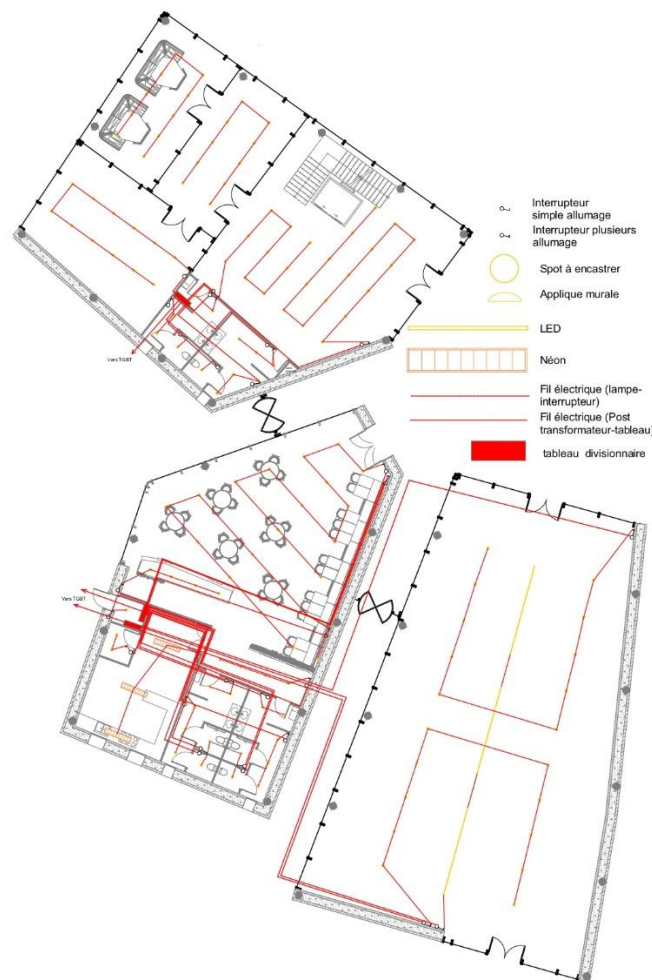 Interrupteur
simple allumage
Interrupteur plusieurs
allumage
Spot à encastrer
Applique murale
LED
Néon
Fil électrique (lampe-
interrupteur)
Fil électrique (Post
transformateur-tableau)
tableau divisionnaire
Vers TGBT
Vers TGBT